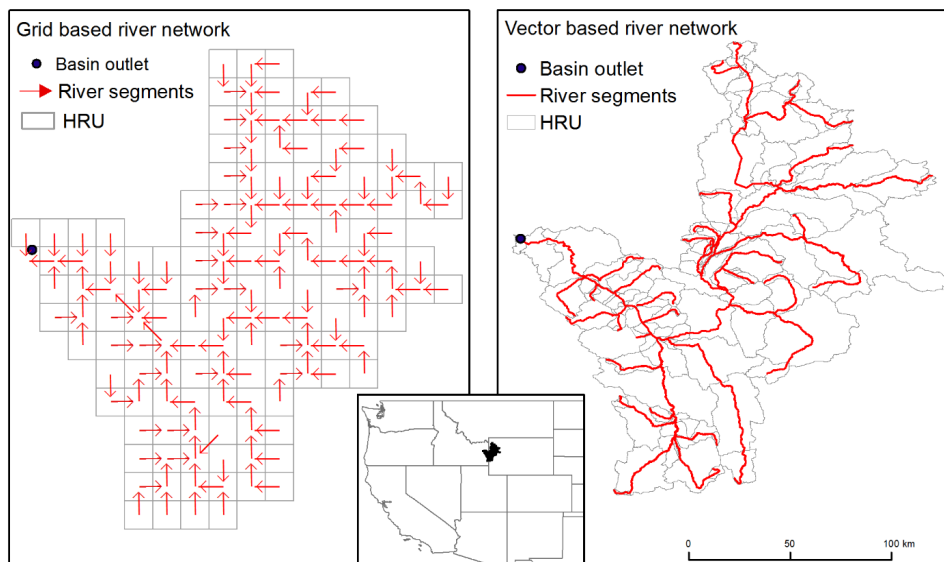 Grid based river network
Basin outlet
River segments
HRU
Vector based river network
Basin outlet
River segments
HRU
0 50 100 km